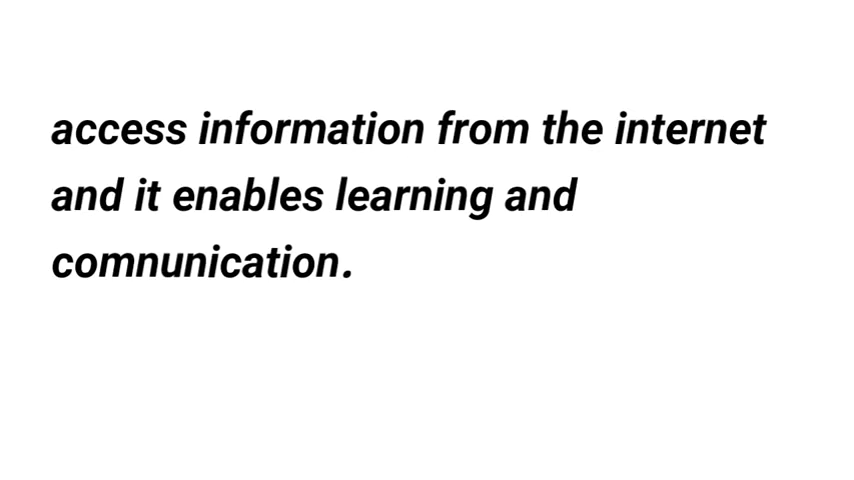 access information from the internet
and it enables learning and
comnunication.